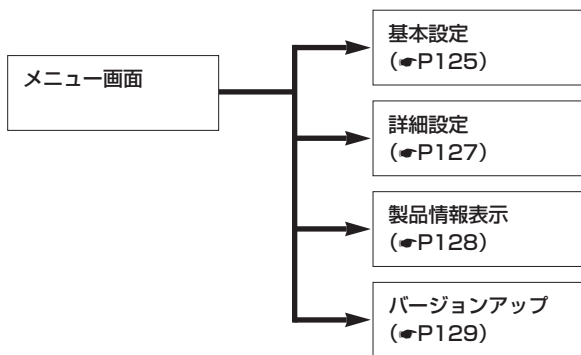 メニュー画面
基本設定
（☛P125）
詳細設定
（☛P127）
製品情報表示
（☛P128）
バージョンアップ
（☛P129）